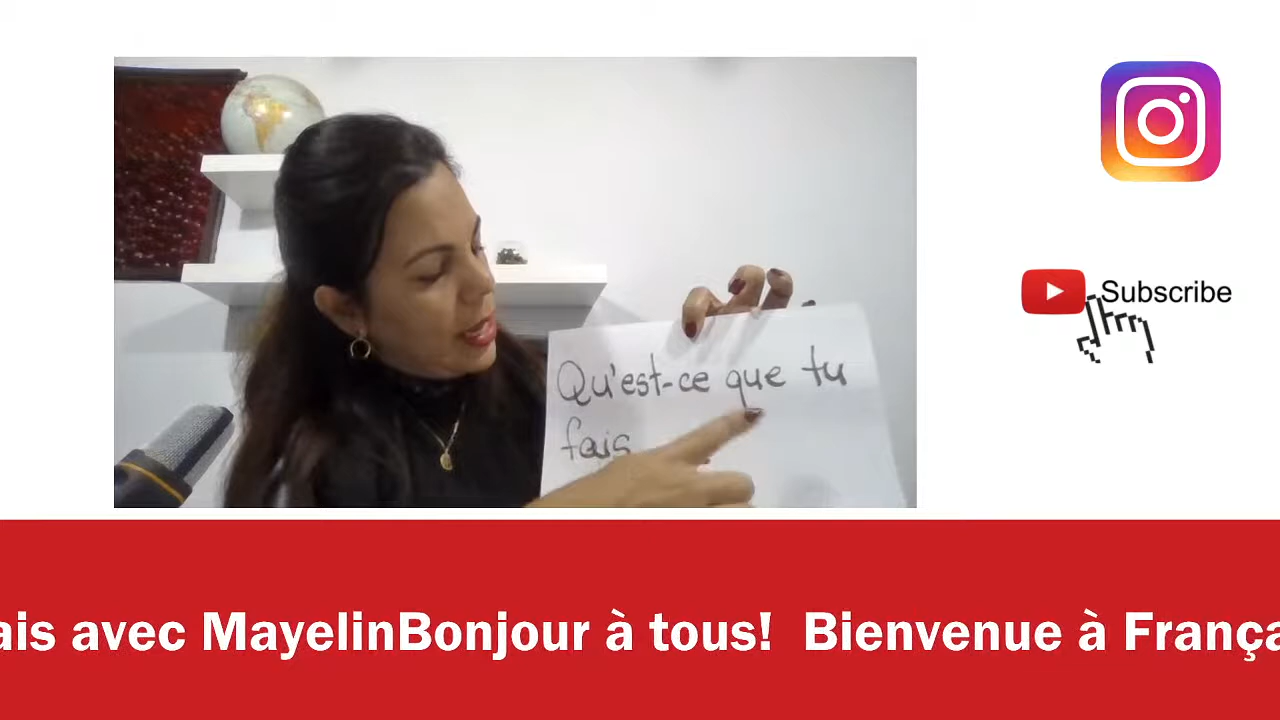 Qu'est-ce que tu
fais
Subscribe
ais avec MayelinBonjour à tous!  Bienvenue à França